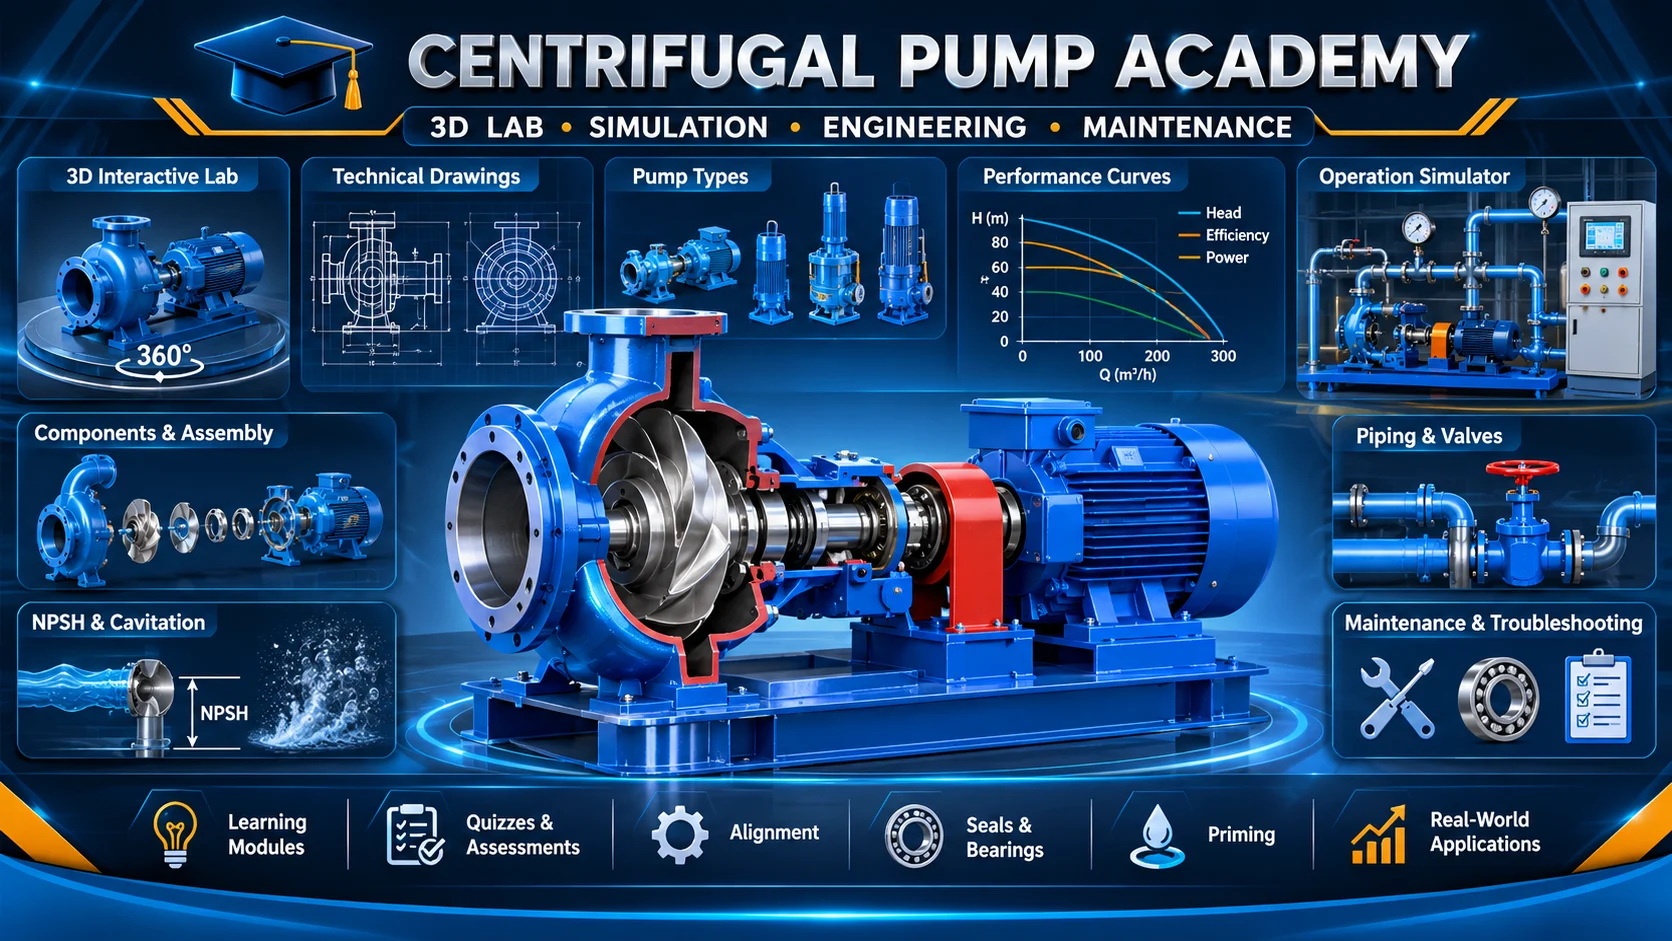 CENTRIFUGAL PUMP ACADEMY
3D LAB • SIMULATION • ENGINEERING • MAINTENANCE
3D Interactive Lab
360°
Technical Drawings
Pump Types
Performance Curves
H (m)
80
60
40
20
0
0 100 200 300
Q (m³/h)
Head
Efficiency
Power
Operation Simulator
Components & Assembly
Piping & Valves
NPSH & Cavitation
NPSH
Maintenance & Troubleshooting
Learning
Modules
Quizzes &
Assessments
Alignment
Seals &
Bearings
Priming
Real-World
Applications